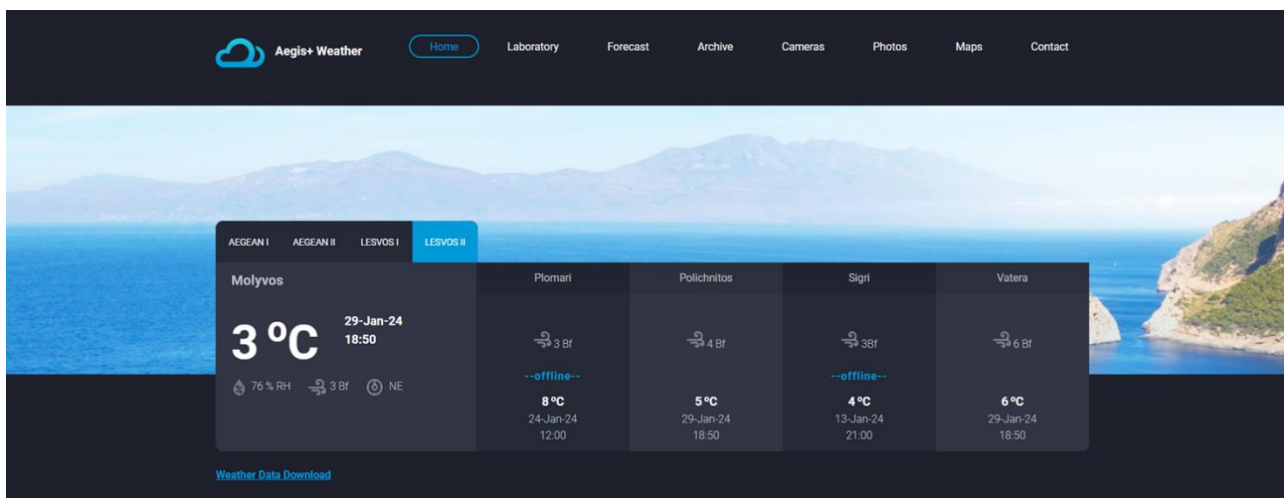 Aegis+ Weather
Home Laboratory Forecast Archive Cameras Photos Maps Contact
AEGEAN I AEGEAN II LESVOS I LESVOS II
Molyvos
3 ºC
29-Jan-24
18:50
76 % RH 3 Bf NE
Plomari
3 Bf
--offline--
8 ºC
24-Jan-24
12:00
Polichnitos
4 Bf
5 ºC
29-Jan-24
18:50
Sigri
3Bf
--offline--
4 ºC
13-Jan-24
21:00
Vatera
6 Bf
6 ºC
29-Jan-24
18:50
Weather Data Download